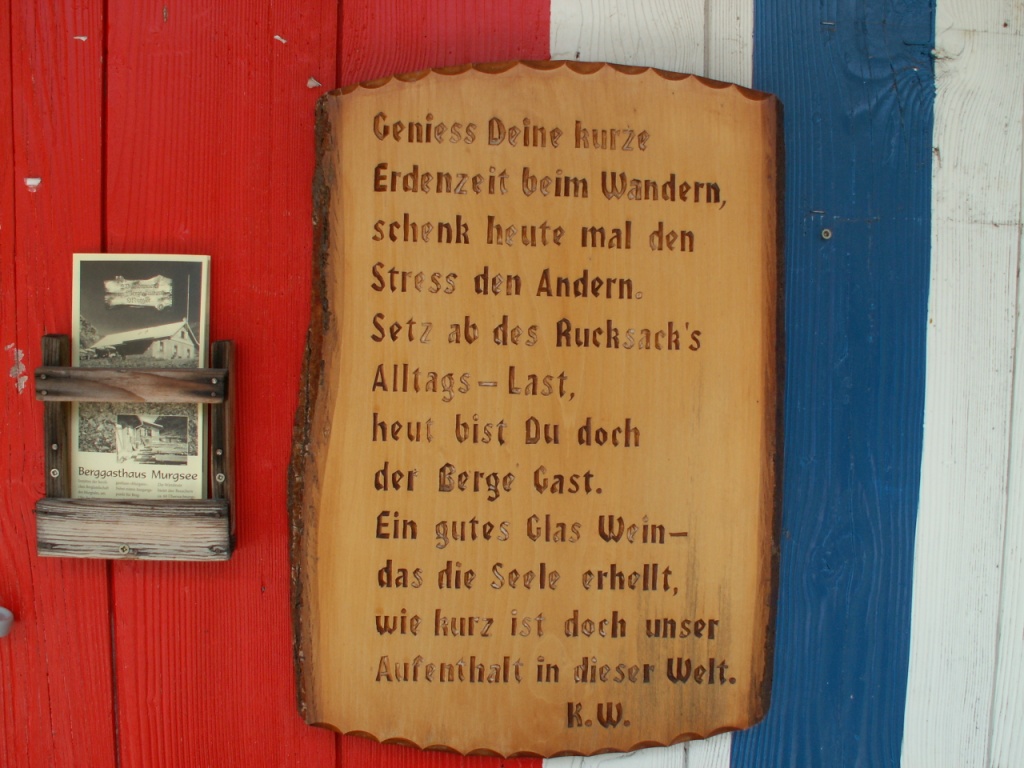 Geniess Deine kurze
Erdenzeit beim Wandern,
schenk heute mal den
Stress den Andern.
Setz ab des Rucksack's
Alltags – Last,
heut bist Du doch
der Berge Gast.
Ein gutes Glas Wein –
das die Seele erhellt,
wie kurz ist doch unser
Aufenthalt in dieser Welt.
K.W.
Berggasthaus Murgsee